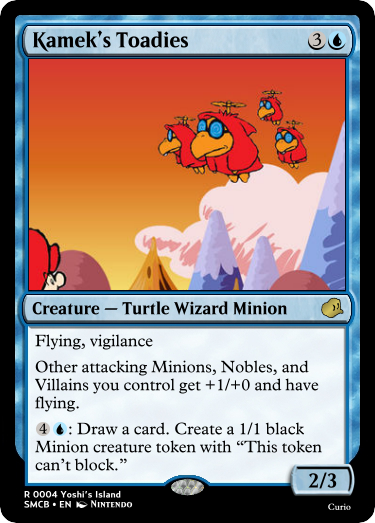 Kamek's Toadies 3
Creature — Turtle Wizard Minion
Flying, vigilance
Other attacking Minions, Nobles, and
Villains you control get +1/+0 and have
flying.
4 : Draw a card. Create a 1/1 black
Minion creature token with “This token
can't block.”
2/3
R 0004 Yoshi's Island
SMCB • EN Nintendo
Curio